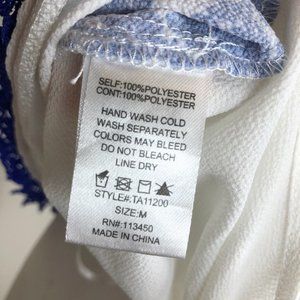 SELF:100%POLYESTER
CONT:100%POLYESTER
HAND WASH COLD
WASH SEPARATELY
COLORS MAY BLEED
DO NOT BLEACH
LINE DRY
STYLE#:TA11200
SIZE:M
RN#:113450
MADE IN CHINA